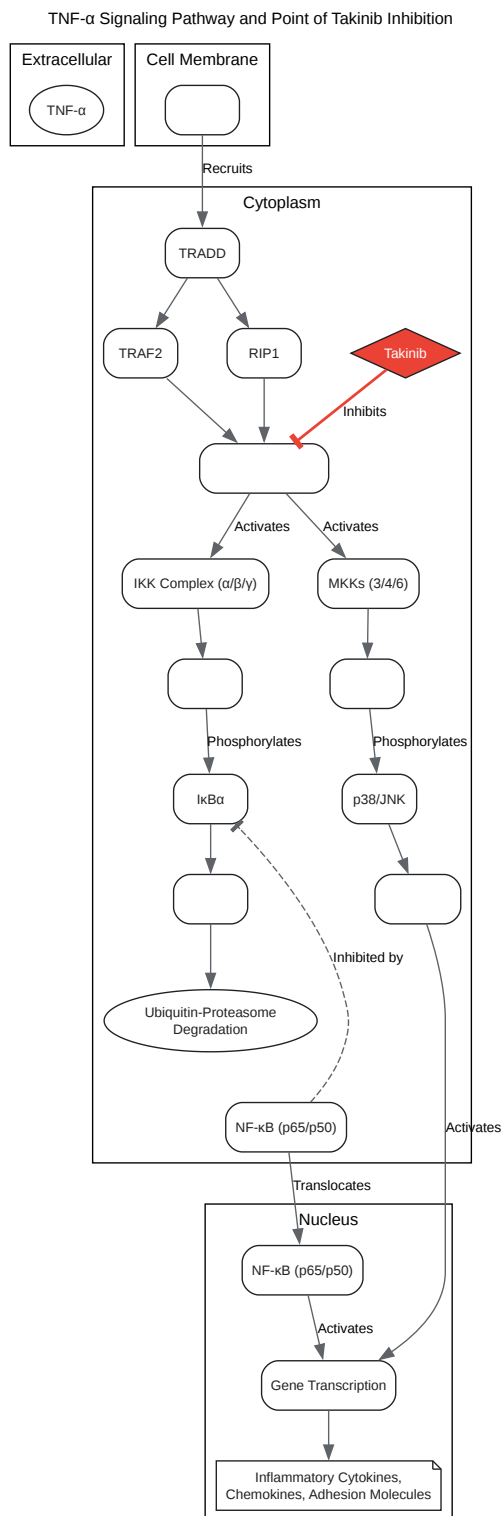 TNF-α Signaling Pathway and Point of Takinib Inhibition
Extracellular
Cell Membrane
TNF-α
Recruits
Cytoplasm
TRADD
TRAF2
RIP1
Takinib
Inhibits
Activates
Activates
IKK Complex (α/β/γ)
MKKs (3/4/6)
Phosphorylates
Phosphorylates
IκBα
p38/JNK
Inhibited by
Ubiquitin-Proteasome
Degradation
NF-κB (p65/p50)
Activates
Translocates
Nucleus
NF-κB (p65/p50)
Activates
Gene Transcription
Inflammatory Cytokines,
Chemokines, Adhesion Molecules